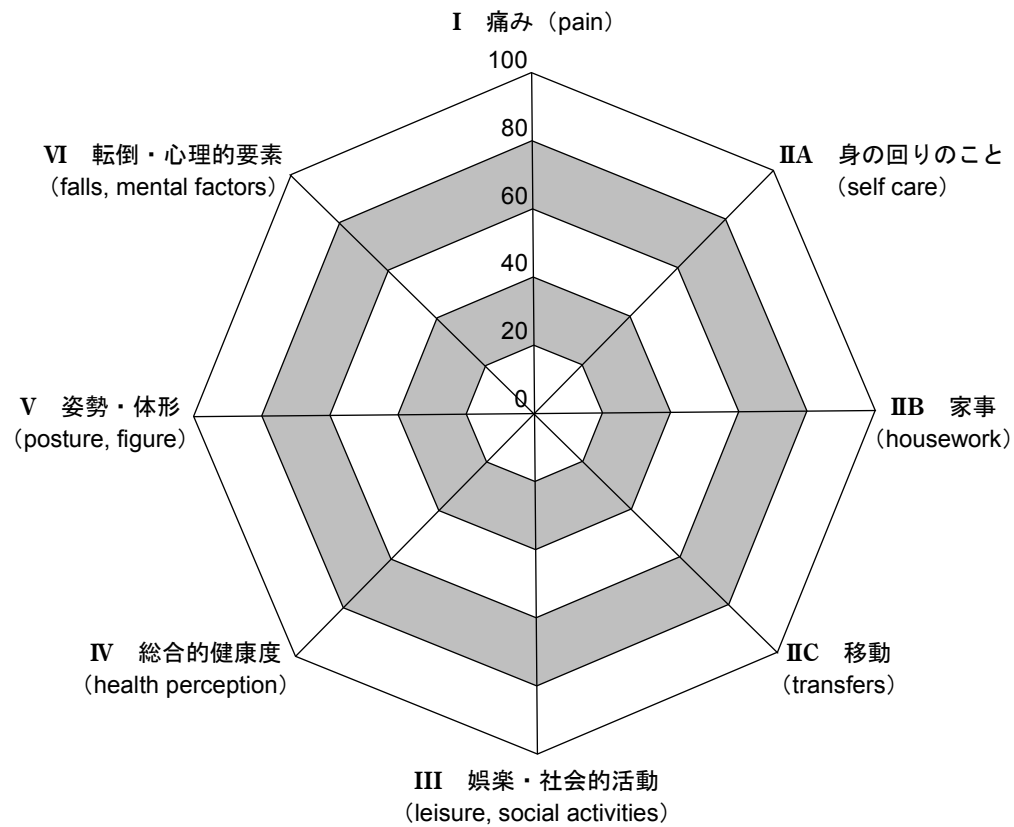 I 痛み（pain）
100
80
60
40
20
0
IIA 身の回りのこと
（self care）
IIB 家事
（housework）
IIC 移動
（transfers）
III 娯楽・社会的活動
（leisure, social activities）
IV 総合的健康度
（health perception）
V 姿勢・体形
（posture, figure）
VI 転倒・心理的要素
（falls, mental factors）